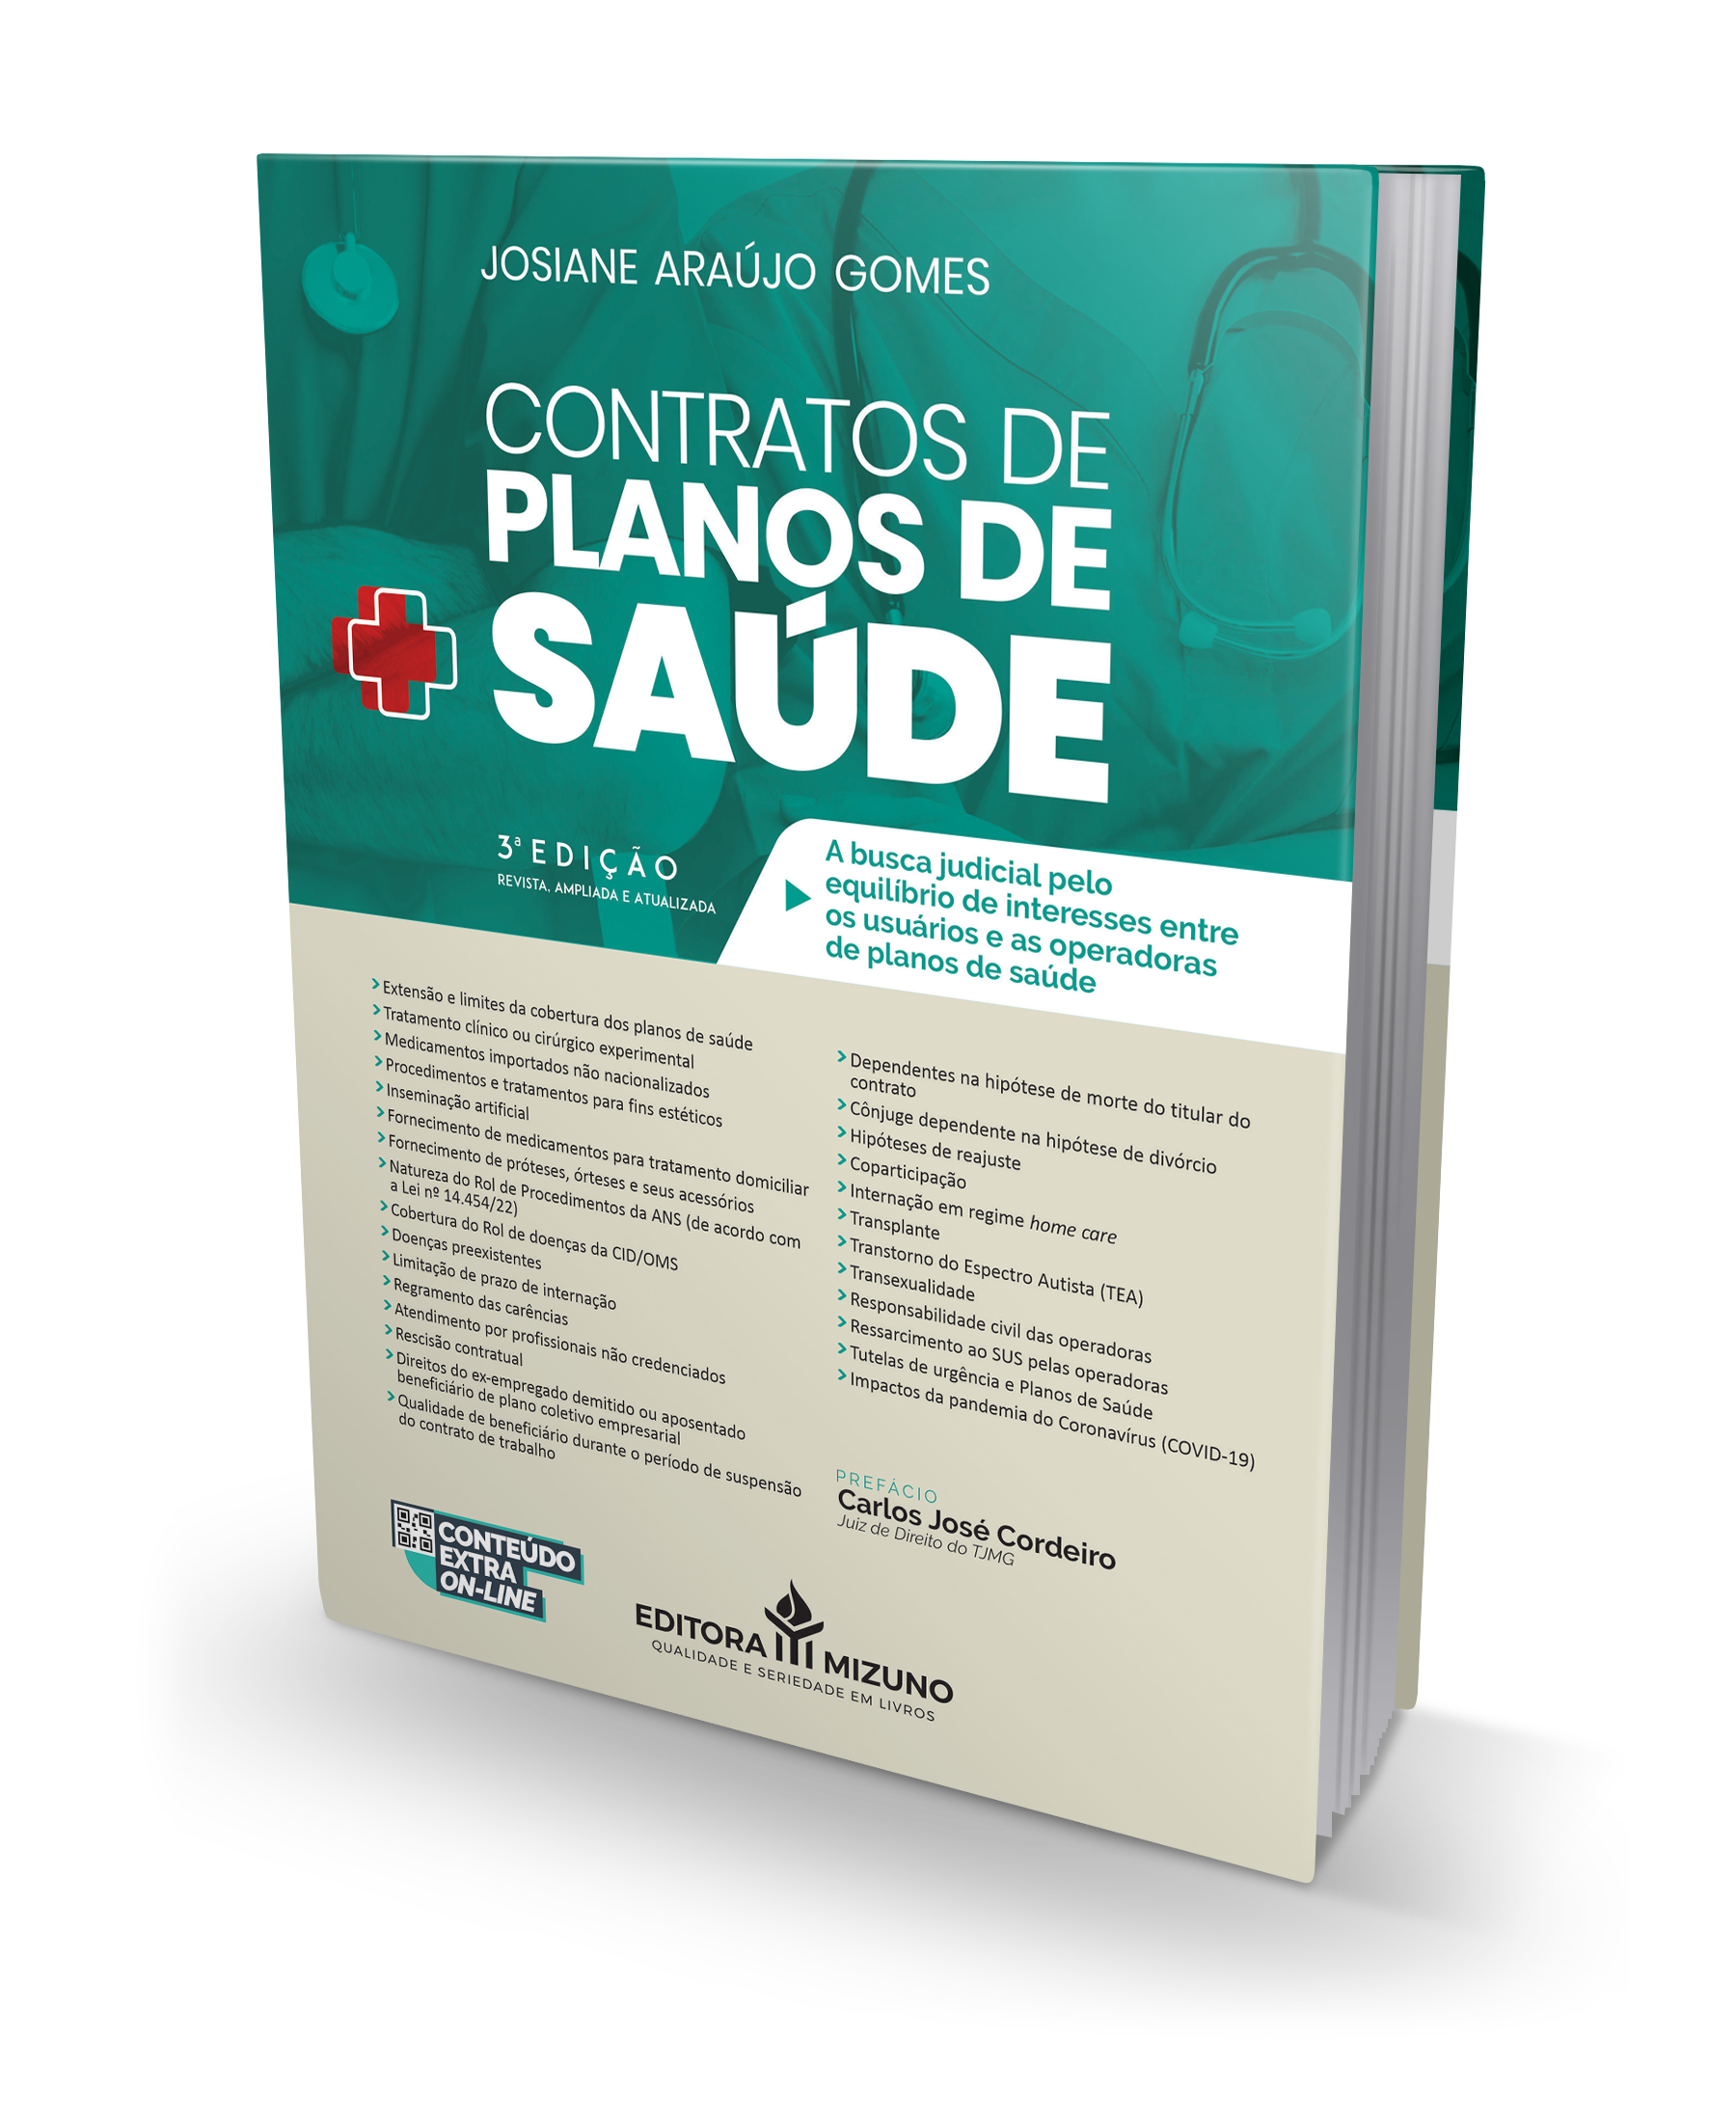 JOSIANE ARAÚJO GOMES
CONTRATOS DE
PLANOS DE
SAÚDE
3ª EDIÇÃO
REVISTA, AMPLIADA E ATUALIZADA
A busca judicial pelo
equilíbrio de interesses entre
os usuários e as operadoras
de planos de saúde
Extensão e limites da cobertura dos planos de saúde
Tratamento clínico ou cirúrgico experimental
Medicamentos importados não nacionalizados
Procedimentos e tratamentos para fins estéticos
Inseminação artificial
Fornecimento de medicamentos para tratamento domiciliar
Fornecimento de próteses, órteses e seus acessórios
Natureza do Rol de Procedimentos da ANS (de acordo com
a Lei nº 14.454/22)
Cobertura do Rol de doenças da CID/OMS
Doenças preexistentes
Limitação de prazo de internação
Regramento das carências
Atendimento por profissionais não credenciados
Rescisão contratual
Direitos do ex-empregado demitido ou aposentado
beneficiário de plano coletivo empresarial
Qualidade de beneficiário durante o período de suspensão
do contrato de trabalho
Dependentes na hipótese de morte do titular do
contrato
Cônjuge dependente na hipótese de divórcio
Hipóteses de reajuste
Coparticipação
Internação em regime home care
Transplante
Transtorno do Espectro Autista (TEA)
Transexualidade
Responsabilidade civil das operadoras
Ressarcimento ao SUS pelas operadoras
Tutelas de urgência e Planos de Saúde
Impactos da pandemia do Coronavírus (COVID-19)
PREFÁCIO
Carlos José Cordeiro
Juiz de Direito do TJMG
CONTEÚDO
EXTRA
ON-LINE
EDITORA MIZUNO
QUALIDADE E SERIEDADE EM LIVROS